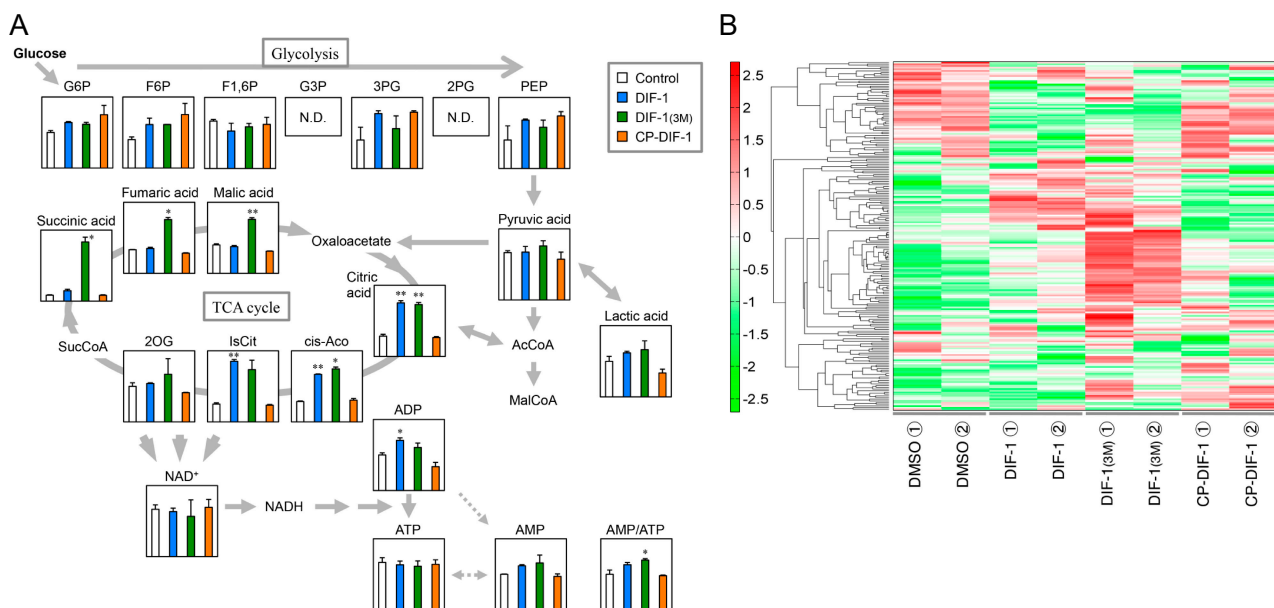 A
B
Glucose
Glycolysis
G6P F6P F1,6P G3P 3PG 2PG PEP
N.D. N.D.
Control
DIF-1
DIF-1(3M)
CP-DIF-1
Fumaric acid Malic acid
Succinic acid
* ** *
Pyruvic acid
Oxaloacetate
Citric
acid
** **
TCA cycle
Lactic acid
SucCoA
2OG IsCit cis-Aco
** ** *
AcCoA
MalCoA
ADP
*
NAD+
NADH
ATP AMP AMP/ATP
*
2.5
2
1.5
1
0.5
0
-0.5
-1
-1.5
-2
-2.5
DMSO ①
DMSO ②
DIF-1 ①
DIF-1 ②
DIF-1(3M) ①
DIF-1(3M) ②
CP-DIF-1 ①
CP-DIF-1 ②